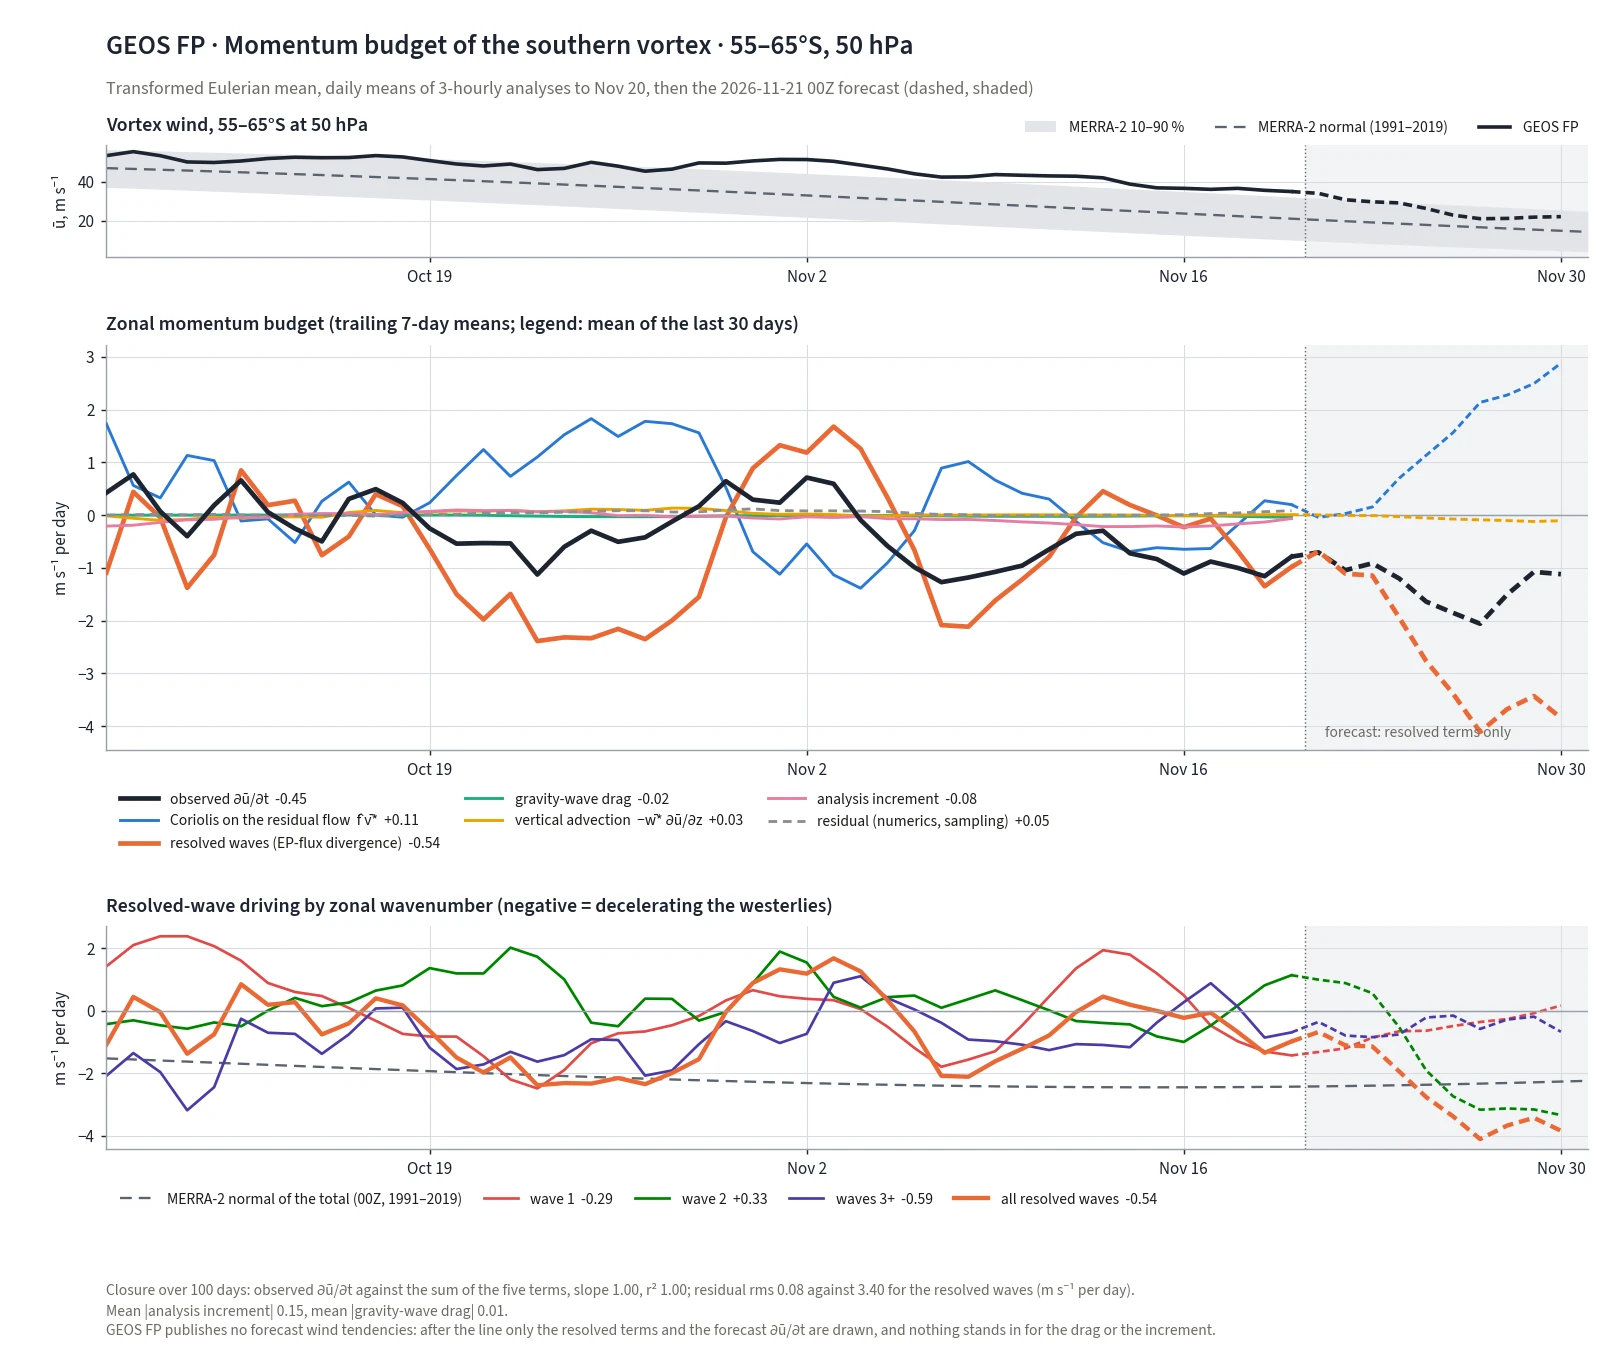 GEOS FP · Momentum budget of the southern vortex · 55–65°S, 50 hPa
Transformed Eulerian mean, daily means of 3-hourly analyses to Nov 20, then the 2026-11-21 00Z forecast (dashed, shaded)
Vortex wind, 55–65°S at 50 hPa
MERRA-2 10–90 %
MERRA-2 normal (1991–2019)
GEOS FP
ū, m s⁻¹
40
20
Oct 19
Nov 2
Nov 16
Nov 30
Zonal momentum budget (trailing 7-day means; legend: mean of the last 30 days)
m s⁻¹ per day
3
2
1
0
−1
−2
−3
−4
forecast: resolved terms only
Oct 19
Nov 2
Nov 16
Nov 30
observed ∂ū/∂t -0.45
gravity-wave drag -0.02
analysis increment -0.08
Coriolis on the residual flow f v̄* +0.11
vertical advection −w̄* ∂ū/∂z +0.03
residual (numerics, sampling) +0.05
resolved waves (EP-flux divergence) -0.54
Resolved-wave driving by zonal wavenumber (negative = decelerating the westerlies)
m s⁻¹ per day
2
0
−2
−4
Oct 19
Nov 2
Nov 16
Nov 30
MERRA-2 normal of the total (00Z, 1991–2019)
wave 1 -0.29
wave 2 +0.33
waves 3+ -0.59
all resolved waves -0.54
Closure over 100 days: observed ∂ū/∂t against the sum of the five terms, slope 1.00, r² 1.00; residual rms 0.08 against 3.40 for the resolved waves (m s⁻¹ per day).
Mean |analysis increment| 0.15, mean |gravity-wave drag| 0.01.
GEOS FP publishes no forecast wind tendencies: after the line only the resolved terms and the forecast ∂ū/∂t are drawn, and nothing stands in for the drag or the increment.